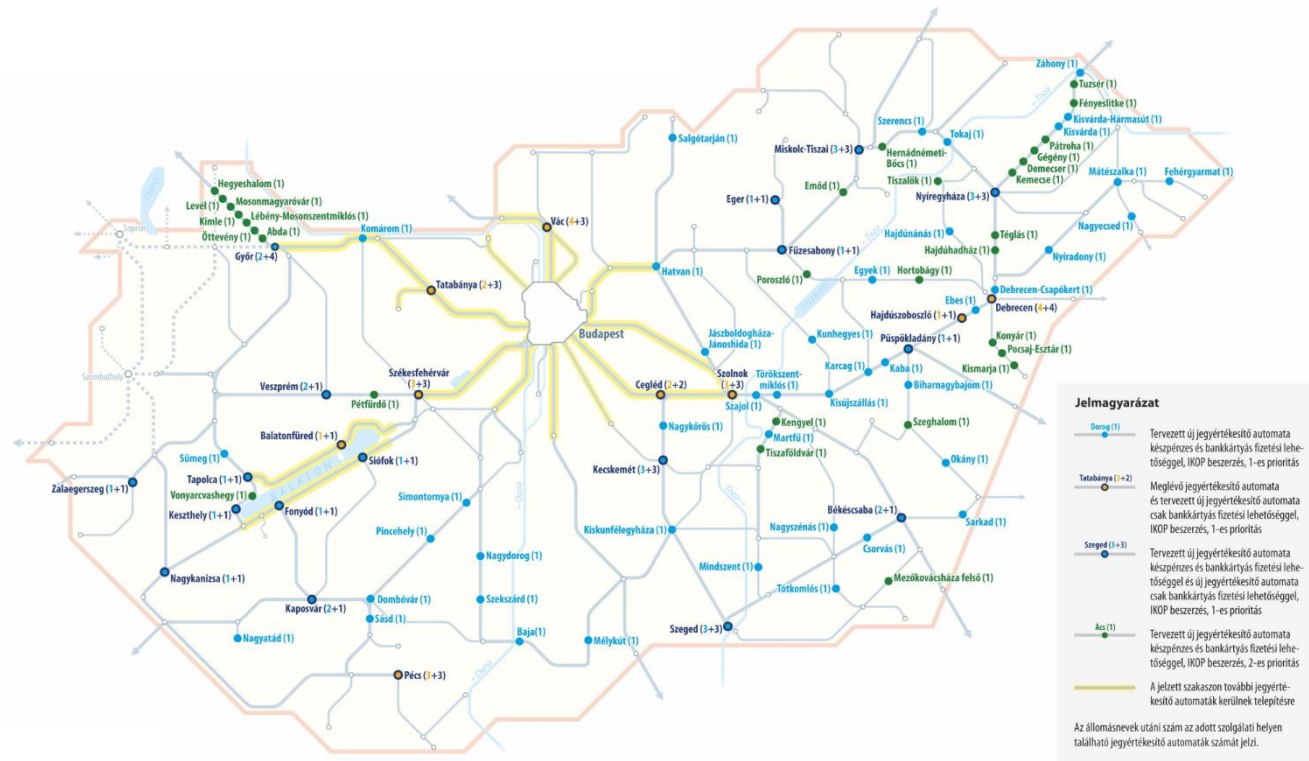 Záhony (1)
Tuzsér (1)
Fényeslitke (1)
Kisvárda-Hármasút (1)
Kisvárda (1)
Pátroha (1)
Gégény (1)
Demecser (1)
Kemecse (1)
Szerencs (1)
Tokaj (1)
Salgótarján (1)
Miskolc-Tiszai (3+3)
Hernádnémeti-
Bőcs (1)
Tiszalök (1)
Mátészalka (1)
Fehérgyarmat (1)
Emőd (1)
Nyíregyháza (3+3)
Eger (1+1)
Nagyecsed (1)
Hegyeshalom (1)
Levél (1)
Mosonmagyaróvár (1)
Kimle (1)
Lébény-Mosonszentmiklós (1)
Öttevény (1)
Abda (1)
Győr (2+4)
Sopron
Komárom (1)
Vác (4+3)
Hajdúnánás (1)
Téglás (1)
Hajdúhadház (1)
Nyíradony (1)
Füzesabony (1+1)
Hatvan (1)
Poroszló (1)
Egyek (1)
Hortobágy (1)
Tatabánya (2+3)
Debrecen-Csapókert (1)
Ebes (1)
Debrecen (4+4)
Hajdúszoboszló (1+1)
Budapest
Jászboldogháza-
Jánoshida (1)
Kunhegyes (1)
Püspökladány (1+1)
Konyár (1)
Pocsaj-Esztár (1)
Kismarja (1)
Szombathely
Székesfehérvár
(3+3)
Veszprém (2+1)
Pétfürdő (1)
Cegléd (2+2)
Szolnok
(3+3)
Törökszent-
miklós (1)
Karcag (1)
Kaba (1)
Biharnagybajom (1)
Szajol (1)
Kisújszállás (1)
Balatonfüred (1+1)
Nagykőrös (1)
Kengyel (1)
Martfű (1)
Szeghalom (1)
Tiszaföldvár (1)
Sümeg (1)
Siófok (1+1)
Kecskemét (3+3)
Okány (1)
Tapolca (1+1)
Zalaegerszeg (1+1)
BALATON
Vonyarcvashegy (1)
Keszthely (1+1)
Fonyód (1+1)
Simontornya (1)
Duna
Tisza
Pincehely (1)
Kiskunfélegyháza (1)
Nagyszénás (1)
Békéscsaba (2+1)
Sarkad (1)
Csorvás (1)
Nagydorog (1)
Nagykanizsa (1+1)
Mindszent (1)
Tótkomlós (1)
Mezőkovácsháza felső (1)
Kaposvár (2+1)
Dombóvár (1)
Szekszárd (1)
Sásd (1)
Nagyatád (1)
Baja(1)
Mélykút (1)
Szeged (3+3)
Duna
Pécs (3+3)
Tisza
Tisza
Jelmagyarázat
Dorog (1)
Tervezett új jegyértékesítő automata
készpénzes és bankkártyás fizetési lehe-
tőséggel, IKOP beszerzés, 1-es prioritás
Tatabánya (3+2)
Meglévő jegyértékesítő automata
és tervezett új jegyértékesítő automata
csak bankkártyás fizetési lehetőséggel,
IKOP beszerzés, 1-es prioritás
Szeged (3+3)
Tervezett új jegyértékesítő automata
készpénzes és bankkártyás fizetési lehe-
tőséggel és új jegyértékesítő automata
csak bankkártyás fizetési lehetőséggel,
IKOP beszerzés, 1-es prioritás
Ács (1)
Tervezett új jegyértékesítő automata
készpénzes és bankártyás fizetési lehe-
tőséggel, IKOP beszerzés, 2-es prioritás
A jelzett szakaszon további jegyérté-
kesítő automaták kerülnek telepítésre
Az állomásnevek utáni szám az adott szolgálati helyen
található jegyértékesítő automaták számát jelzi.